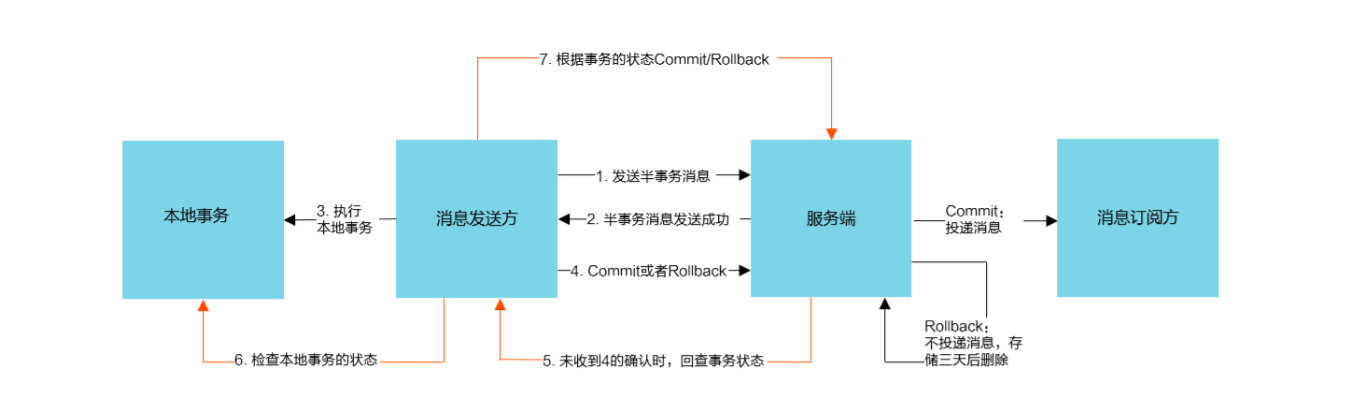 7. 根据事务的状态Commit/Rollback
本地事务
3. 执行
本地事务
消息发送方
1. 发送半事务消息
2. 半事务消息发送成功
4. Commit或者Rollback
服务端
Commit：
投递消息
消息订阅方
6. 检查本地事务的状态
5. 未收到4的确认时，回查事务状态
Rollback：
不投递消息，存
储三天后删除